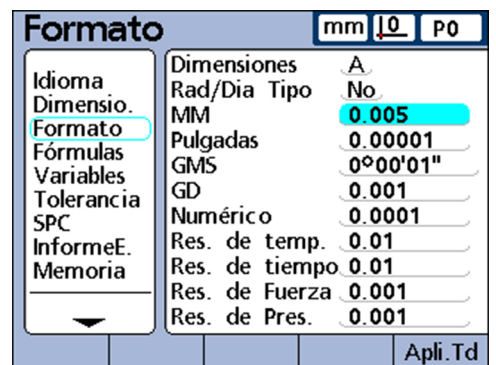 Formato mm 0 P0
Idioma
Dimensio.
Formato
Fórmulas
Variables
Tolerancia
SPC
InformeE.
Memoria
Dimensiones A
Rad/Dia Tipo No
MM 0.005
Pulgadas 0.00001
GMS 0°00'01"
GD 0.001
Numérico 0.0001
Res. de temp. 0.01
Res. de tiempo 0.01
Res. de Fuerza 0.001
Res. de Pres. 0.001
Apli.Td